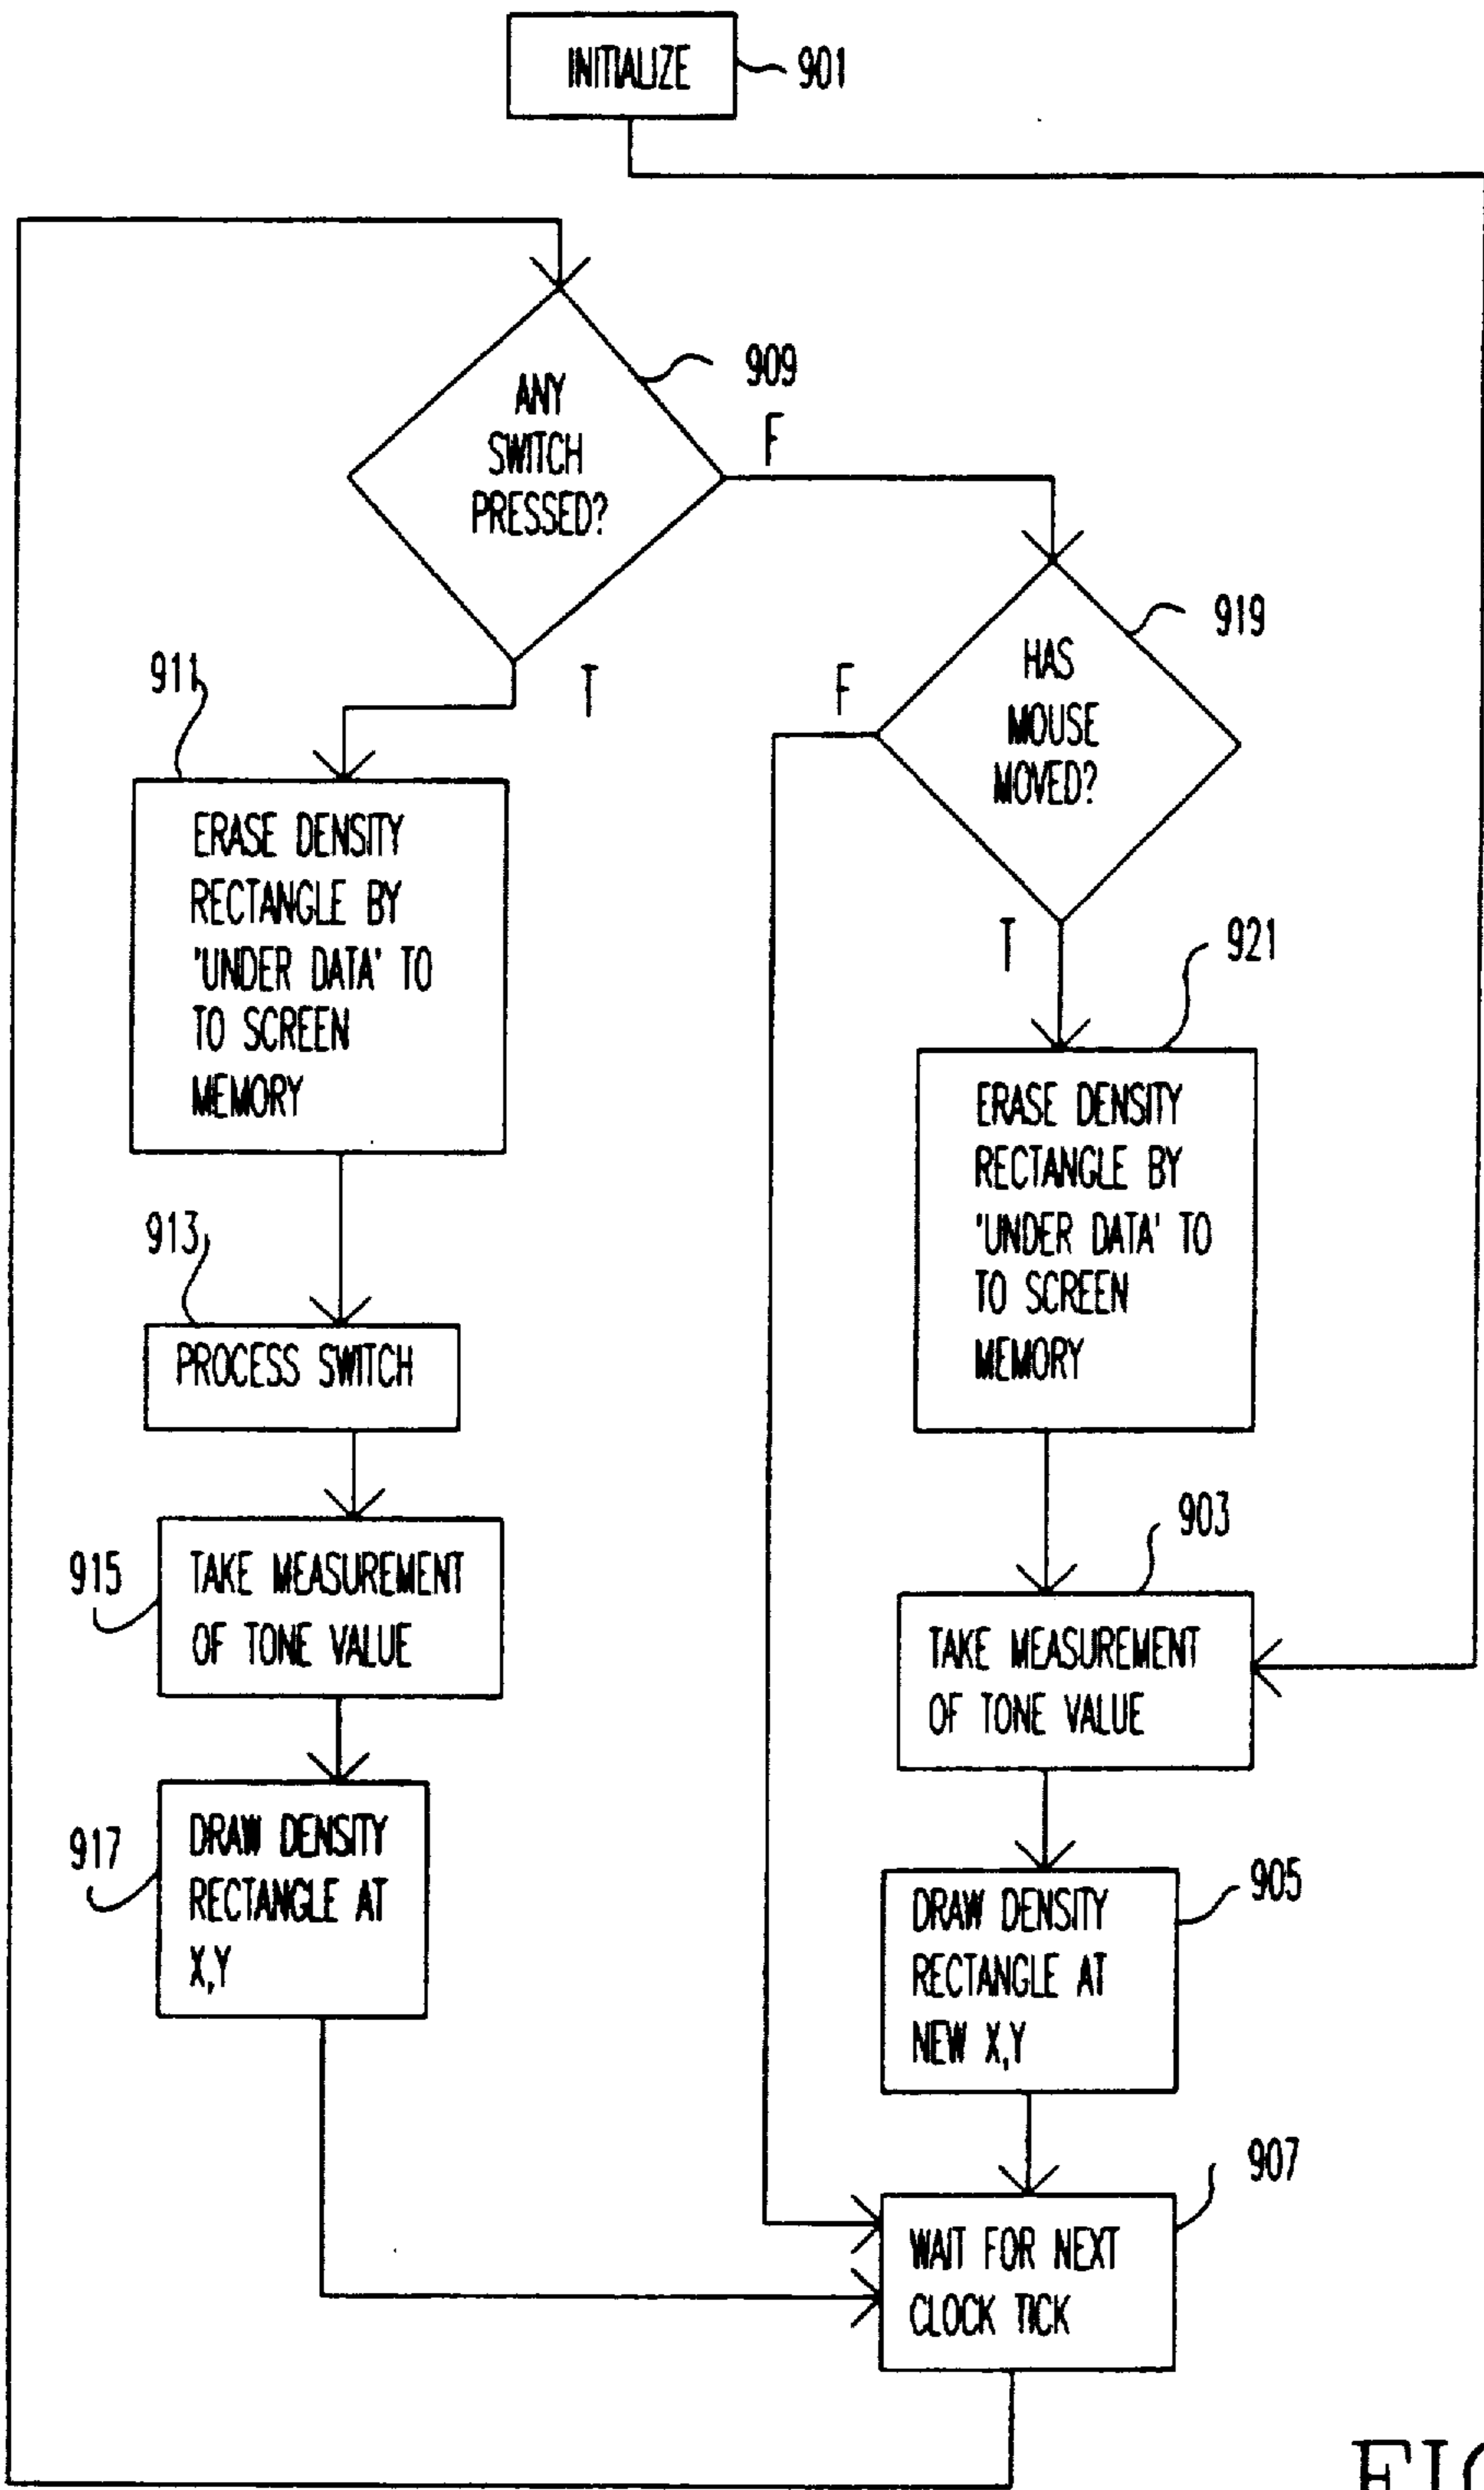 INITIALIZE
901
ANY
SWITCH
PRESSED?
909
F
T
HAS
MOUSE
MOVED?
919
F
T
911
ERASE DENSITY
RECTANGLE BY
'UNDER DATA' TO
TO SCREEN
MEMORY
921
ERASE DENSITY
RECTANGLE BY
'UNDER DATA' TO
TO SCREEN
MEMORY
913
PROCESS SWITCH
915
TAKE MEASUREMENT
OF TONE VALUE
903
TAKE MEASUREMENT
OF TONE VALUE
917
DRAW DENSITY
RECTANGLE AT
X,Y
905
DRAW DENSITY
RECTANGLE AT
NEW X,Y
907
WAIT FOR NEXT
CLOCK TICK